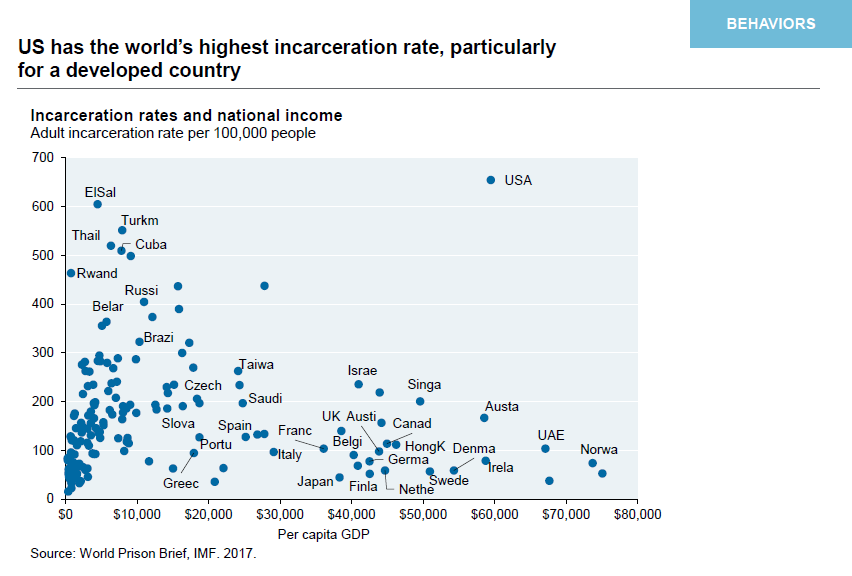 BEHAVIORS
US has the world's highest incarceration rate, particularly
for a developed country
Incarceration rates and national income
Adult incarceration rate per 100,000 people
700
USA
ElSal
600
Turkm
Thail
Cuba
500
Rwand
Russi
400
Belar
Brazi
300
Taiwa
Israe
Czech
Singa
Saudi
200
Austa
Slova
Spain
Franc
UK
Austi
Canad
UAE
Portu
Belgi
HongK
Denma
Norwa
100
Italy
Germa
Irela
Greec
Japan
Finla
Nethe
Swede
0
$0
$10,000
$20,000
$30,000
$40,000
$50,000
$60,000
$70,000
$80,000
Per capita GDP
Source: World Prison Brief, IMF. 2017.